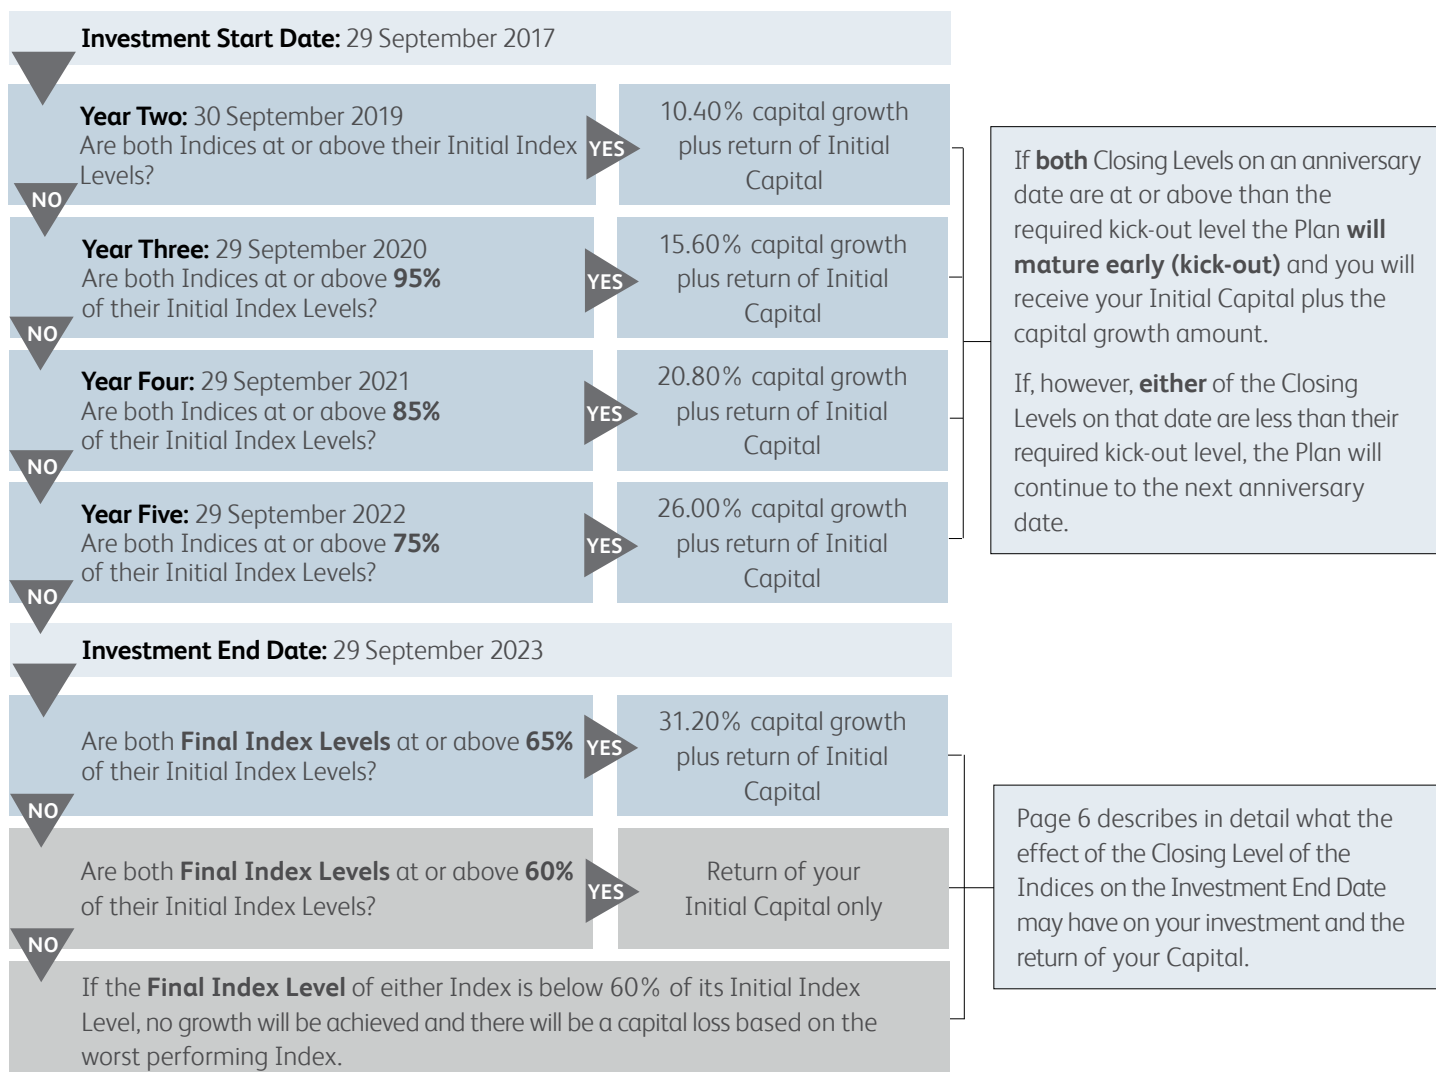 Investment Start Date: 29 September 2017
Year Two: 30 September 2019
Are both Indices at or above their Initial Index
Levels?
YES
10.40% capital growth
plus return of Initial
Capital
NO
Year Three: 29 September 2020
Are both Indices at or above 95%
of their Initial Index Levels?
YES
15.60% capital growth
plus return of Initial
Capital
NO
Year Four: 29 September 2021
Are both Indices at or above 85%
of their Initial Index Levels?
YES
20.80% capital growth
plus return of Initial
Capital
NO
Year Five: 29 September 2022
Are both Indices at or above 75%
of their Initial Index Levels?
YES
26.00% capital growth
plus return of Initial
Capital
NO
If both Closing Levels on an anniversary
date are at or above than the
required kick-out level the Plan will
mature early (kick-out) and you will
receive your Initial Capital plus the
capital growth amount.
If, however, either of the Closing
Levels on that date are less than their
required kick-out level, the Plan will
continue to the next anniversary
date.
Investment End Date: 29 September 2023
Are both Final Index Levels at or above 65%
of their Initial Index Levels?
YES
31.20% capital growth
plus return of Initial
Capital
NO
Are both Final Index Levels at or above 60%
of their Initial Index Levels?
YES
Return of your
Initial Capital only
NO
If the Final Index Level of either Index is below 60% of its Initial Index
Level, no growth will be achieved and there will be a capital loss based on the
worst performing Index.
Page 6 describes in detail what the
effect of the Closing Level of the
Indices on the Investment End Date
may have on your investment and the
return of your Capital.